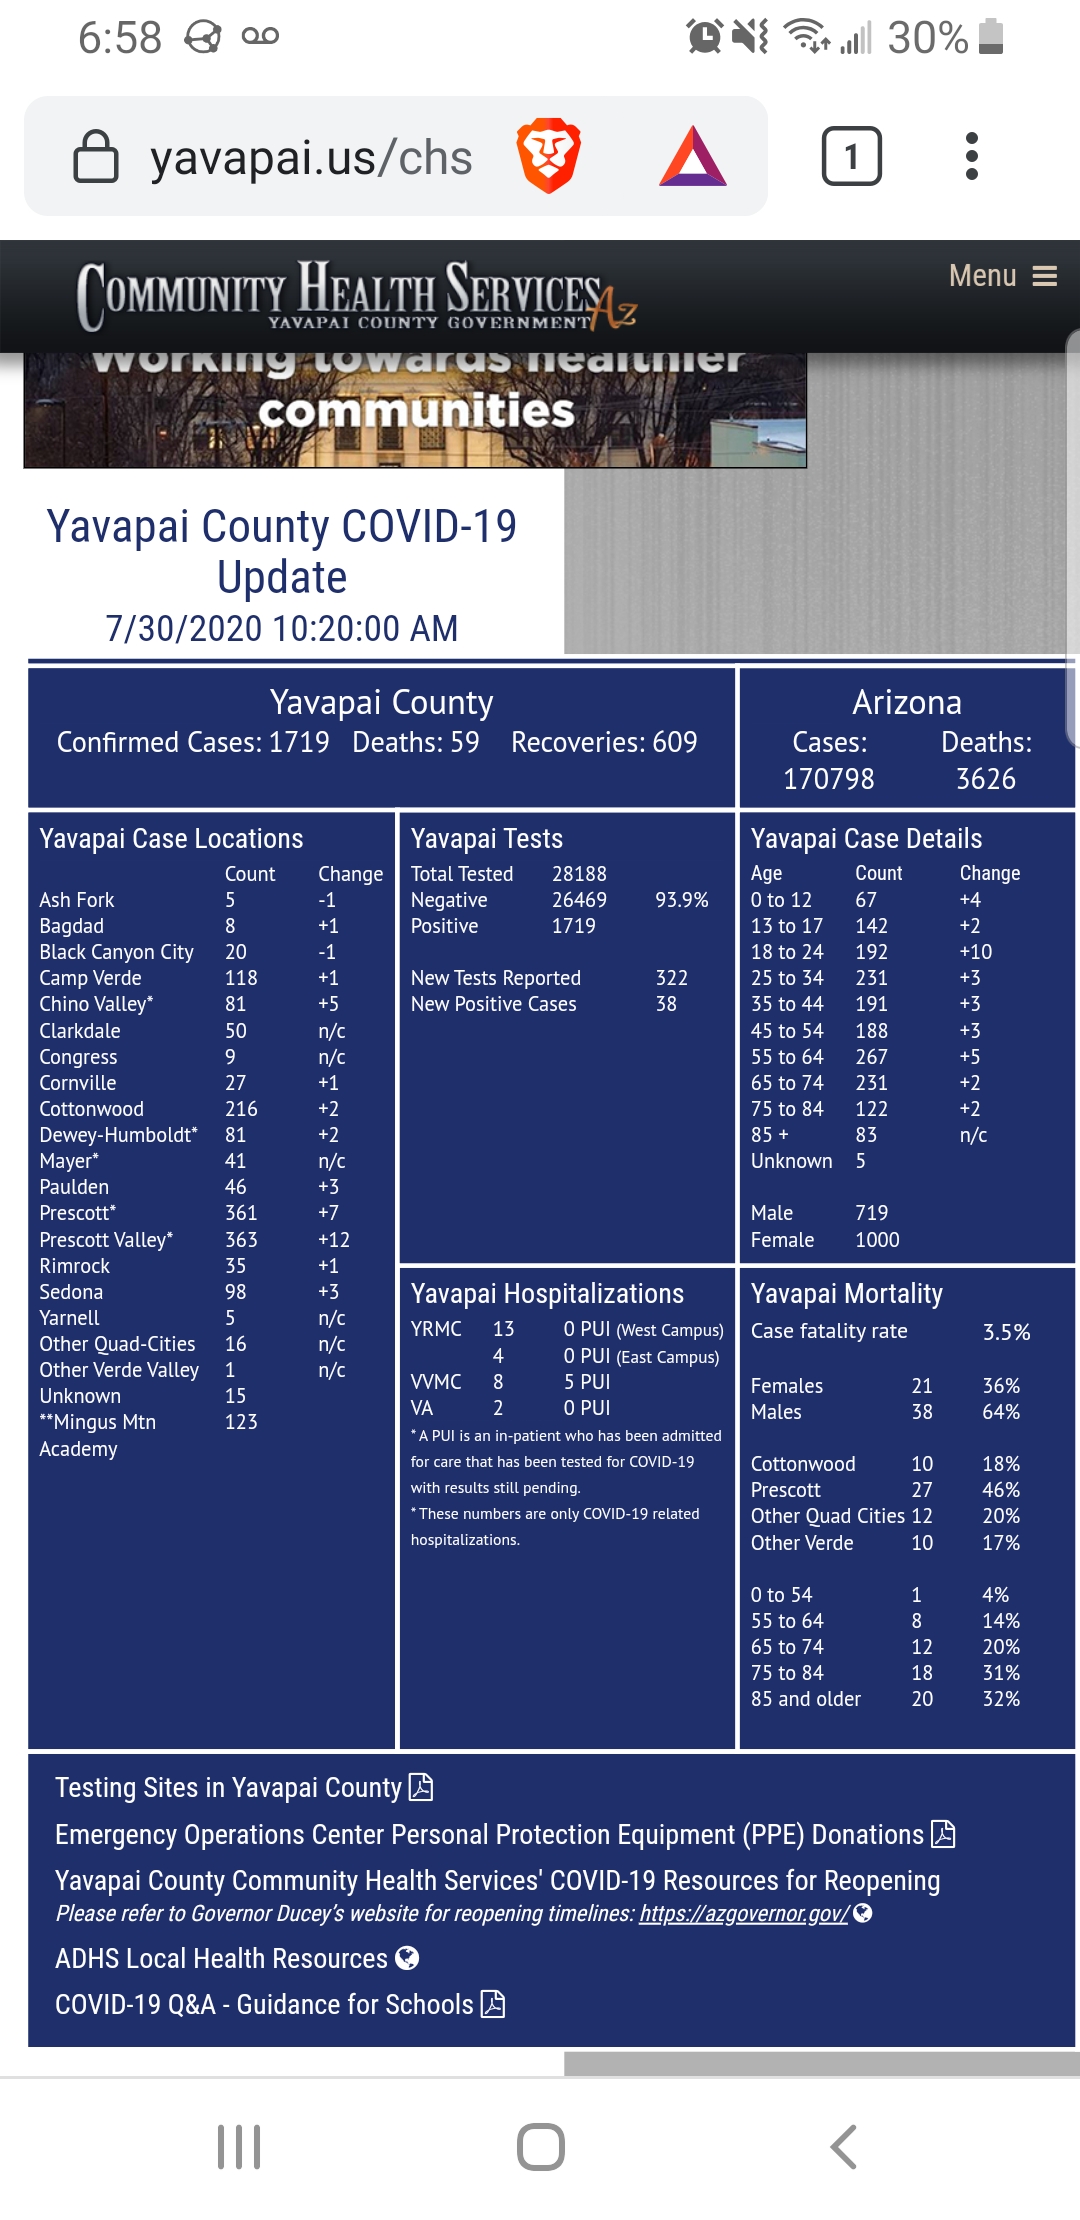 6:58
30%
yavapai.us/chs
1
COMMUNITY HEALTH SERVICES
YAVAPAI COUNTY GOVERNMENT Az
Menu
Working towards healthier
communities
Yavapai County COVID-19
Update
7/30/2020 10:20:00 AM
Yavapai County
Confirmed Cases: 1719 Deaths: 59 Recoveries: 609
Arizona
Cases: Deaths:
170798 3626
Yavapai Case Locations
Count Change
Ash Fork 5 -1
Bagdad 8 +1
Black Canyon City 20 -1
Camp Verde 118 +1
Chino Valley* 81 +5
Clarkdale 50 n/c
Congress 9 n/c
Cornville 27 +1
Cottonwood 216 +2
Dewey-Humboldt* 81 +2
Mayer* 41 n/c
Paulden 46 +3
Prescott* 361 +7
Prescott Valley* 363 +12
Rimrock 35 +1
Sedona 98 +3
Yarnell 5 n/c
Other Quad-Cities 16 n/c
Other Verde Valley 1 n/c
Unknown 15
**Mingus Mtn 123
Academy
Yavapai Tests
Total Tested 28188
Negative 26469 93.9%
Positive 1719
New Tests Reported 322
New Positive Cases 38
Yavapai Case Details
Age Count Change
0 to 12 67 +4
13 to 17 142 +2
18 to 24 192 +10
25 to 34 231 +3
35 to 44 191 +3
45 to 54 188 +3
55 to 64 267 +5
65 to 74 231 +2
75 to 84 122 +2
85 + 83 n/c
Unknown 5
Male 719
Female 1000
Yavapai Hospitalizations
YRMC 13 0 PUI (West Campus)
4 0 PUI (East Campus)
VVMC 8 5 PUI
VA 2 0 PUI
* A PUI is an in-patient who has been admitted
for care that has been tested for COVID-19
with results still pending.
* These numbers are only COVID-19 related
hospitalizations.
Yavapai Mortality
Case fatality rate 3.5%
Females 21 36%
Males 38 64%
Cottonwood 10 18%
Prescott 27 46%
Other Quad Cities 12 20%
Other Verde 10 17%
0 to 54 1 4%
55 to 64 8 14%
65 to 74 12 20%
75 to 84 18 31%
85 and older 20 32%
Testing Sites in Yavapai County
Emergency Operations Center Personal Protection Equipment (PPE) Donations
Yavapai County Community Health Services' COVID-19 Resources for Reopening
Please refer to Governor Ducey's website for reopening timelines: https://azgovernor.gov/
ADHS Local Health Resources
COVID-19 Q&A - Guidance for Schools